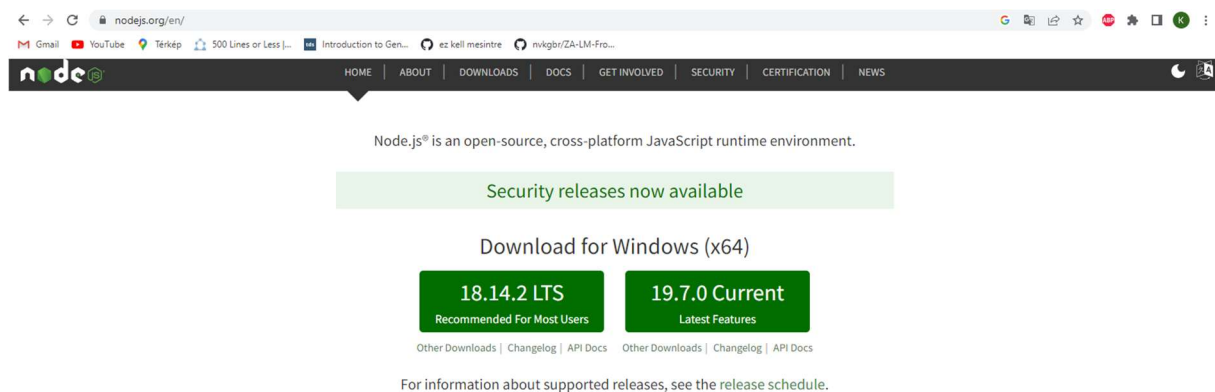 nodejs.org/en/
Gmail YouTube Térkép 500 Lines or Less |... Introduction to Gen... ez kell mesintre nvkgbr/ZA-LM-Fro...
node JS HOME ABOUT DOWNLOADS DOCS GET INVOLVED SECURITY CERTIFICATION NEWS
Node.js® is an open-source, cross-platform JavaScript runtime environment.
Security releases now available
Download for Windows (x64)
18.14.2 LTS 19.7.0 Current
Recommended For Most Users Latest Features
Other Downloads | Changelog | API Docs Other Downloads | Changelog | API Docs
For information about supported releases, see the release schedule.